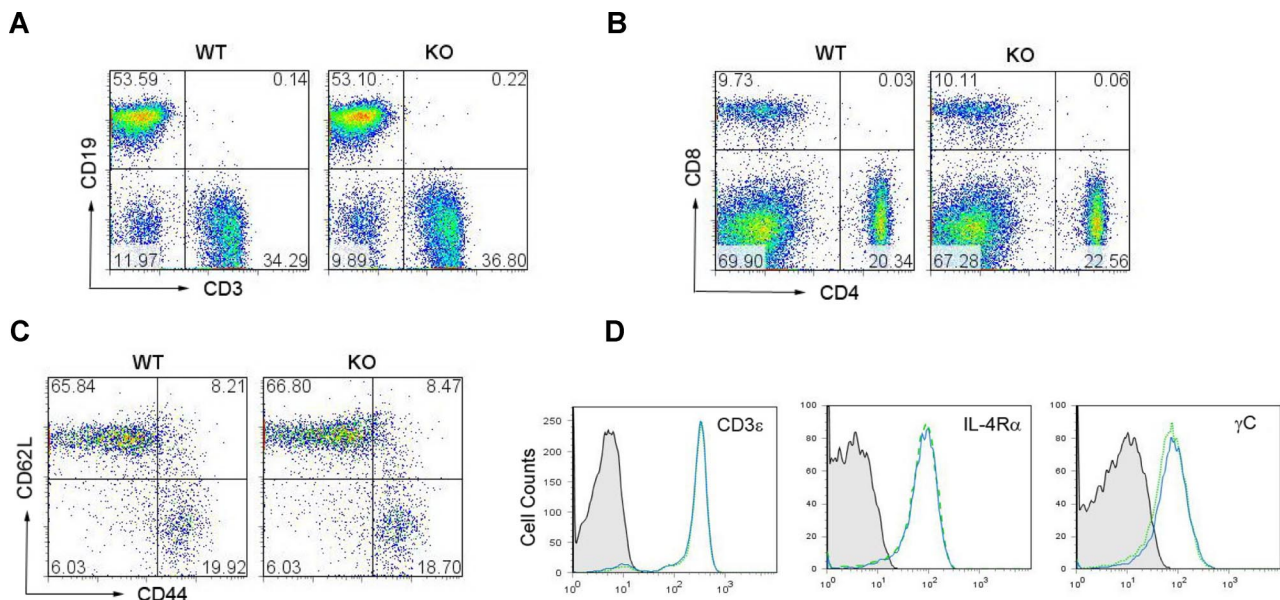 A
WT
KO
53.59 0.14
53.10 0.22
CD19
11.97 34.29
9.89 36.80
CD3
B
WT
KO
9.73 0.03
10.11 0.06
CD8
69.90 20.34
67.28 22.56
CD4
C
WT
KO
65.84 8.21
66.80 8.47
CD62L
6.03 19.92
6.03 18.70
CD44
D
Cell Counts
CD3ε
250
200
150
100
50
0
10⁰ 10¹ 10² 10³
IL-4Rα
100
80
60
40
20
0
10⁰ 10¹ 10² 10³
γC
100
80
60
40
20
0
10⁰ 10¹ 10² 10³